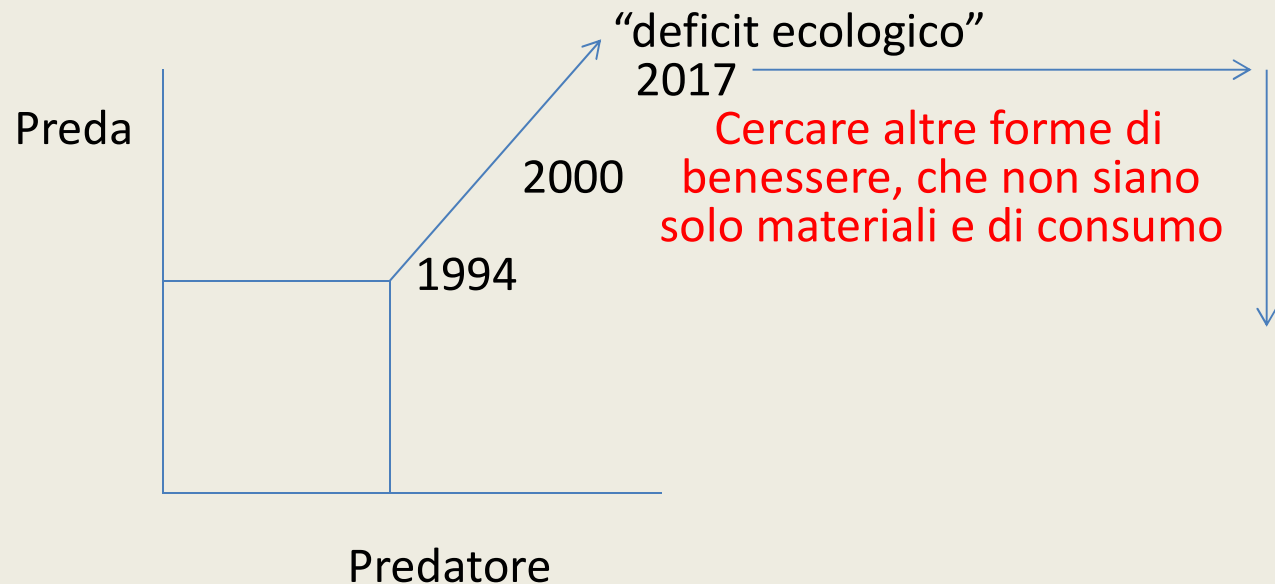 “deficit ecologico”
2017
Preda
Cercare altre forme di
benessere, che non siano
solo materiali e di consumo
2000
1994
Predatore